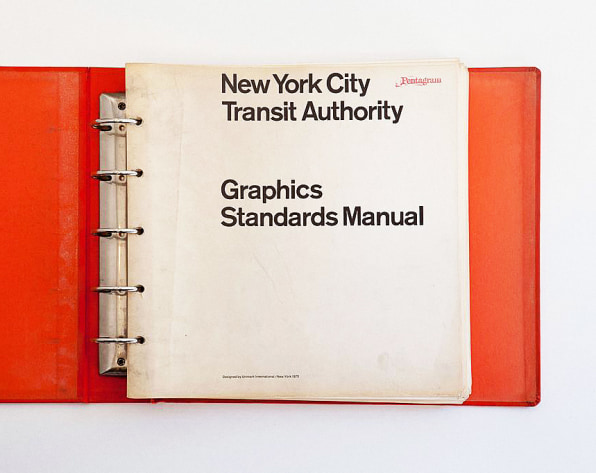 New York City
Transit Authority
Pentagram
Graphics
Standards Manual
Designed by Unimark International, New York 1970